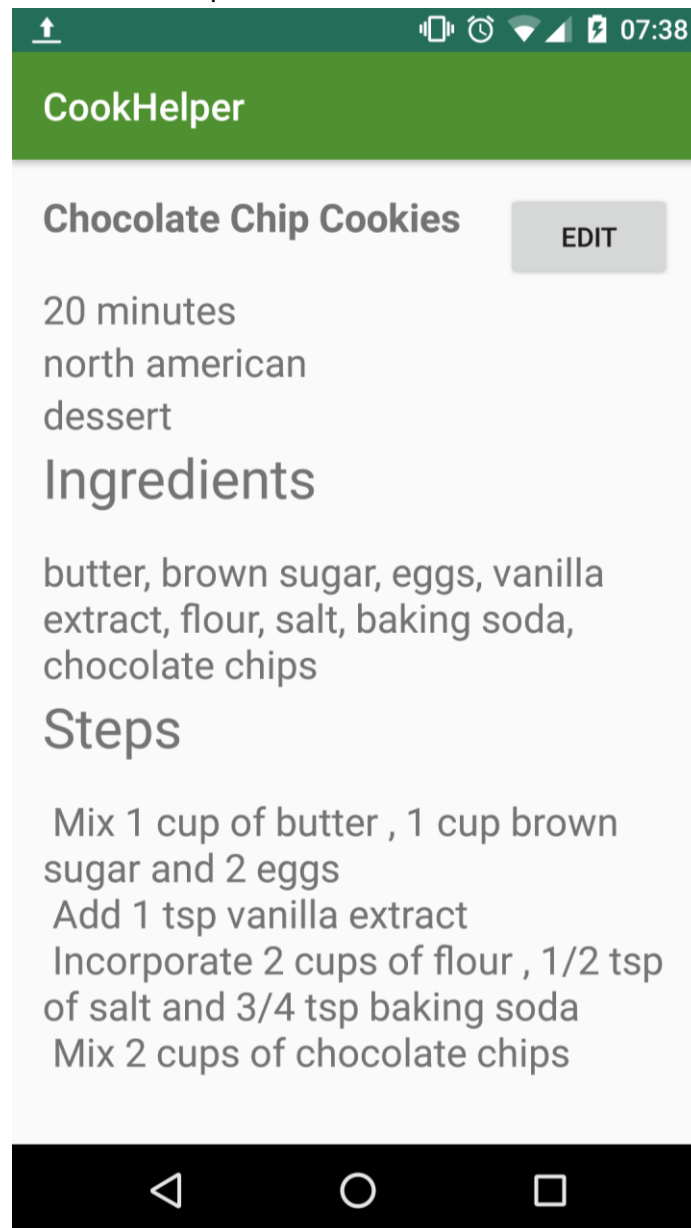 07:38
CookHelper
Chocolate Chip Cookies
EDIT
20 minutes
north american
dessert
Ingredients
butter, brown sugar, eggs, vanilla
extract, flour, salt, baking soda,
chocolate chips
Steps
Mix 1 cup of butter , 1 cup brown
sugar and 2 eggs
Add 1 tsp vanilla extract
Incorporate 2 cups of flour , 1/2 tsp
of salt and 3/4 tsp baking soda
Mix 2 cups of chocolate chips